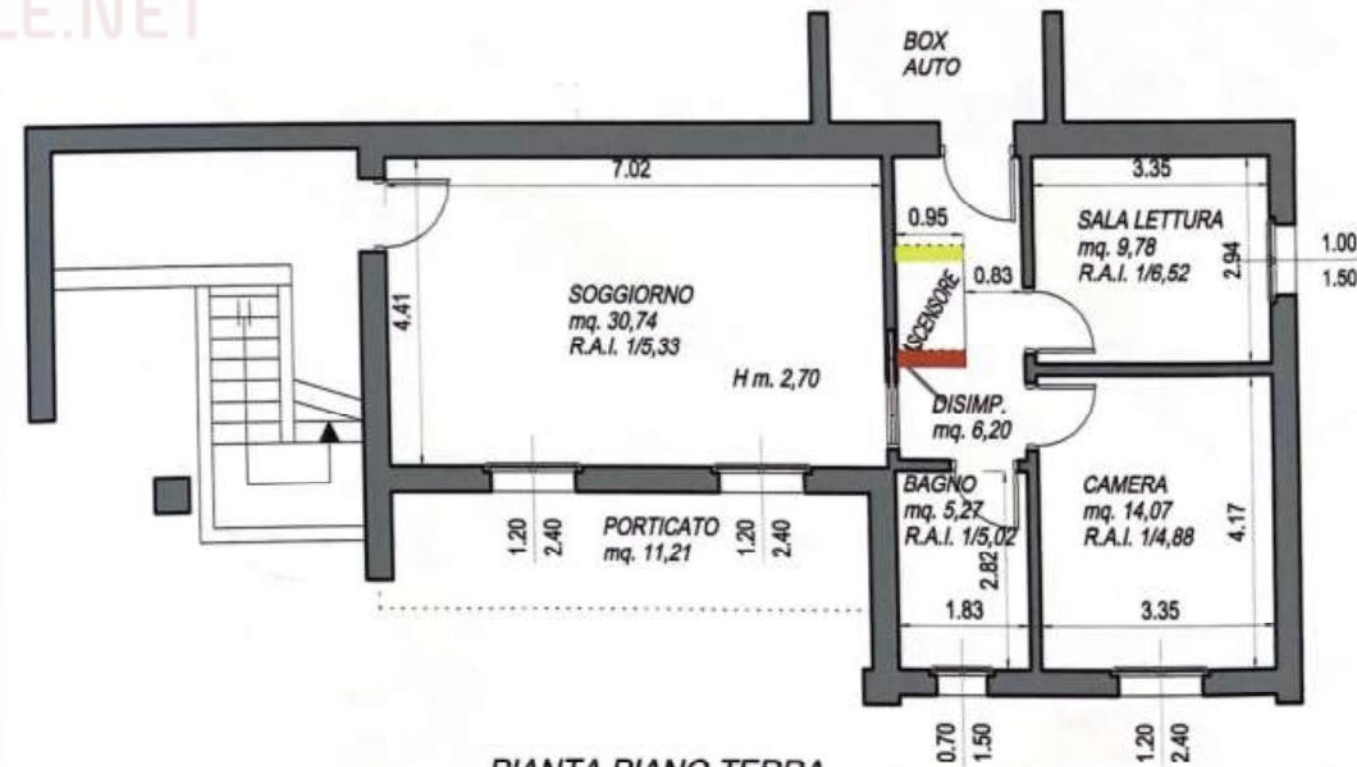 LE.NET
BOX
AUTO
7.02
3.35
0.95
SALA LETTURA
mq. 9,78
R.A.I. 1/6,52
2.94
1.00
1.50
0.83
ASCENSORE
SOGGIORNO
mq. 30,74
R.A.I. 1/5,33
4.41
H m. 2,70
DISIMP.
mq. 6,20
BAGNO
mq. 5,27
R.A.I. 1/5,02
2.82
1.83
CAMERA
mq. 14,07
R.A.I. 1/4,88
4.17
3.35
1.20
2.40
PORTICATO
mq. 11,21
1.20
2.40
0.70
1.50
1.20
2.40
PIANTA PIANO TERRA